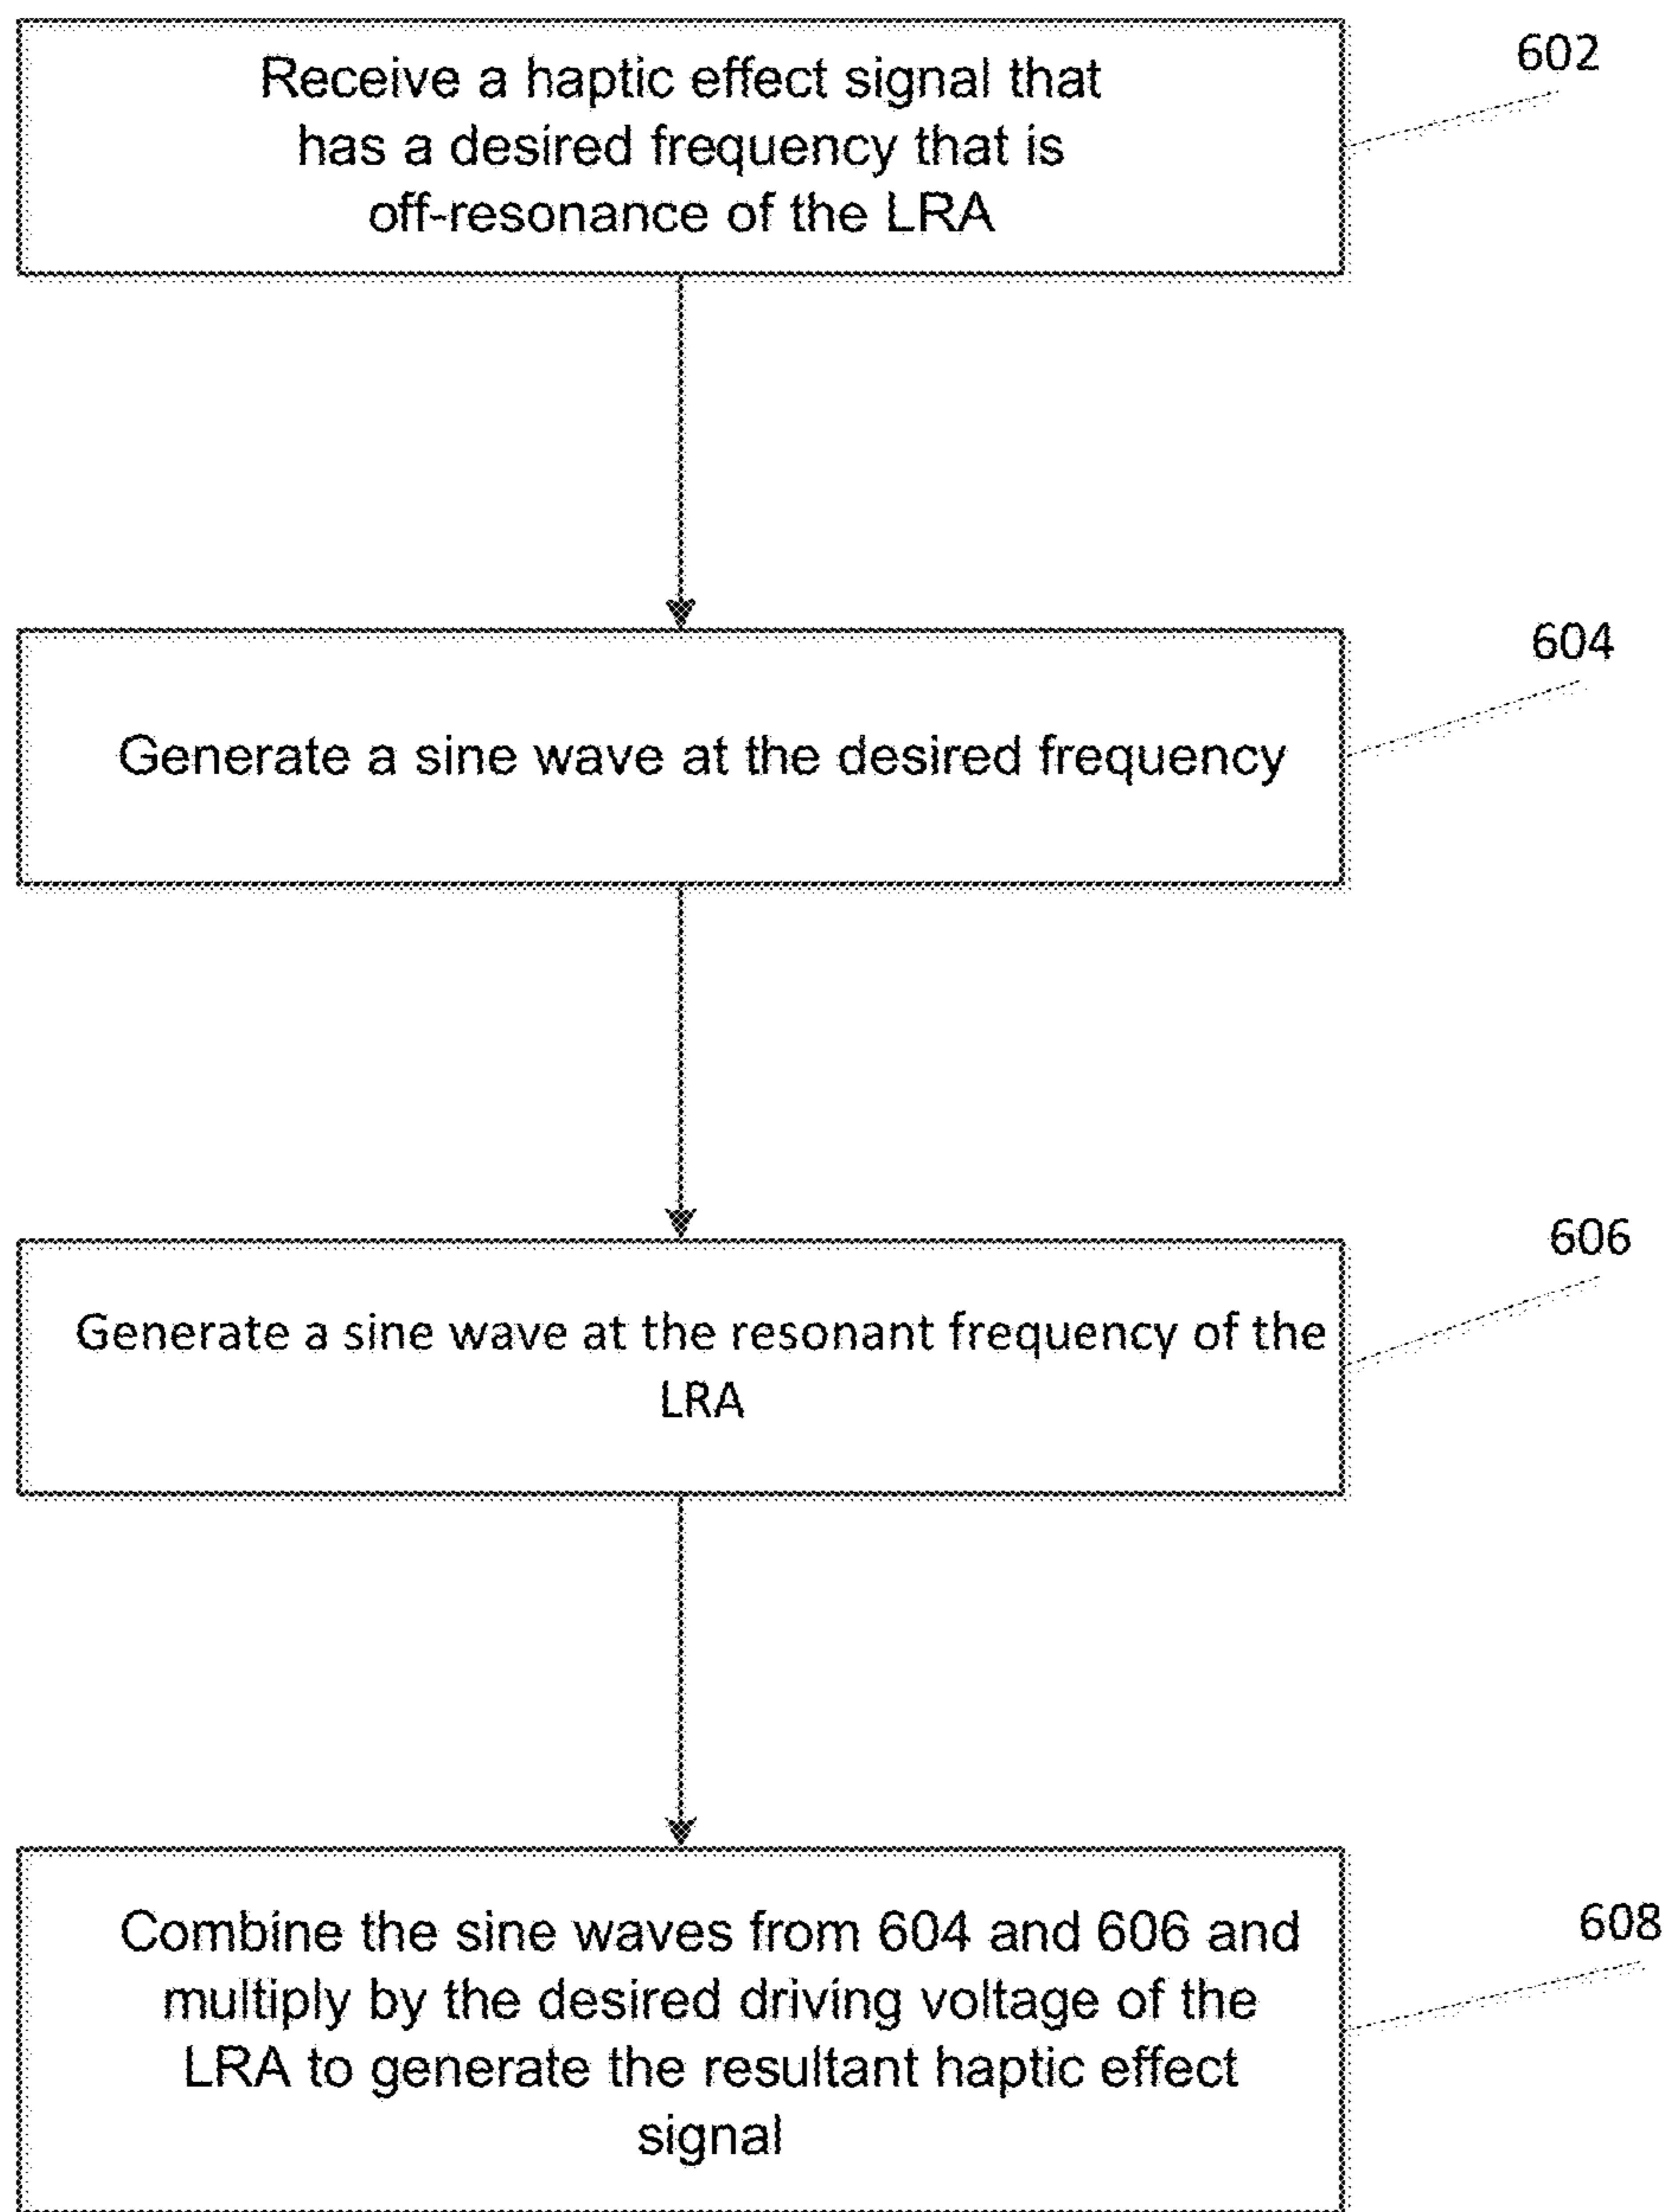 Receive a haptic effect signal that
has a desired frequency that is
off-resonance of the LRA
602
Generate a sine wave at the desired frequency
604
Generate a sine wave at the resonant frequency of the
LRA
606
Combine the sine waves from 604 and 606 and
multiply by the desired driving voltage of the
LRA to generate the resultant haptic effect
signal
608